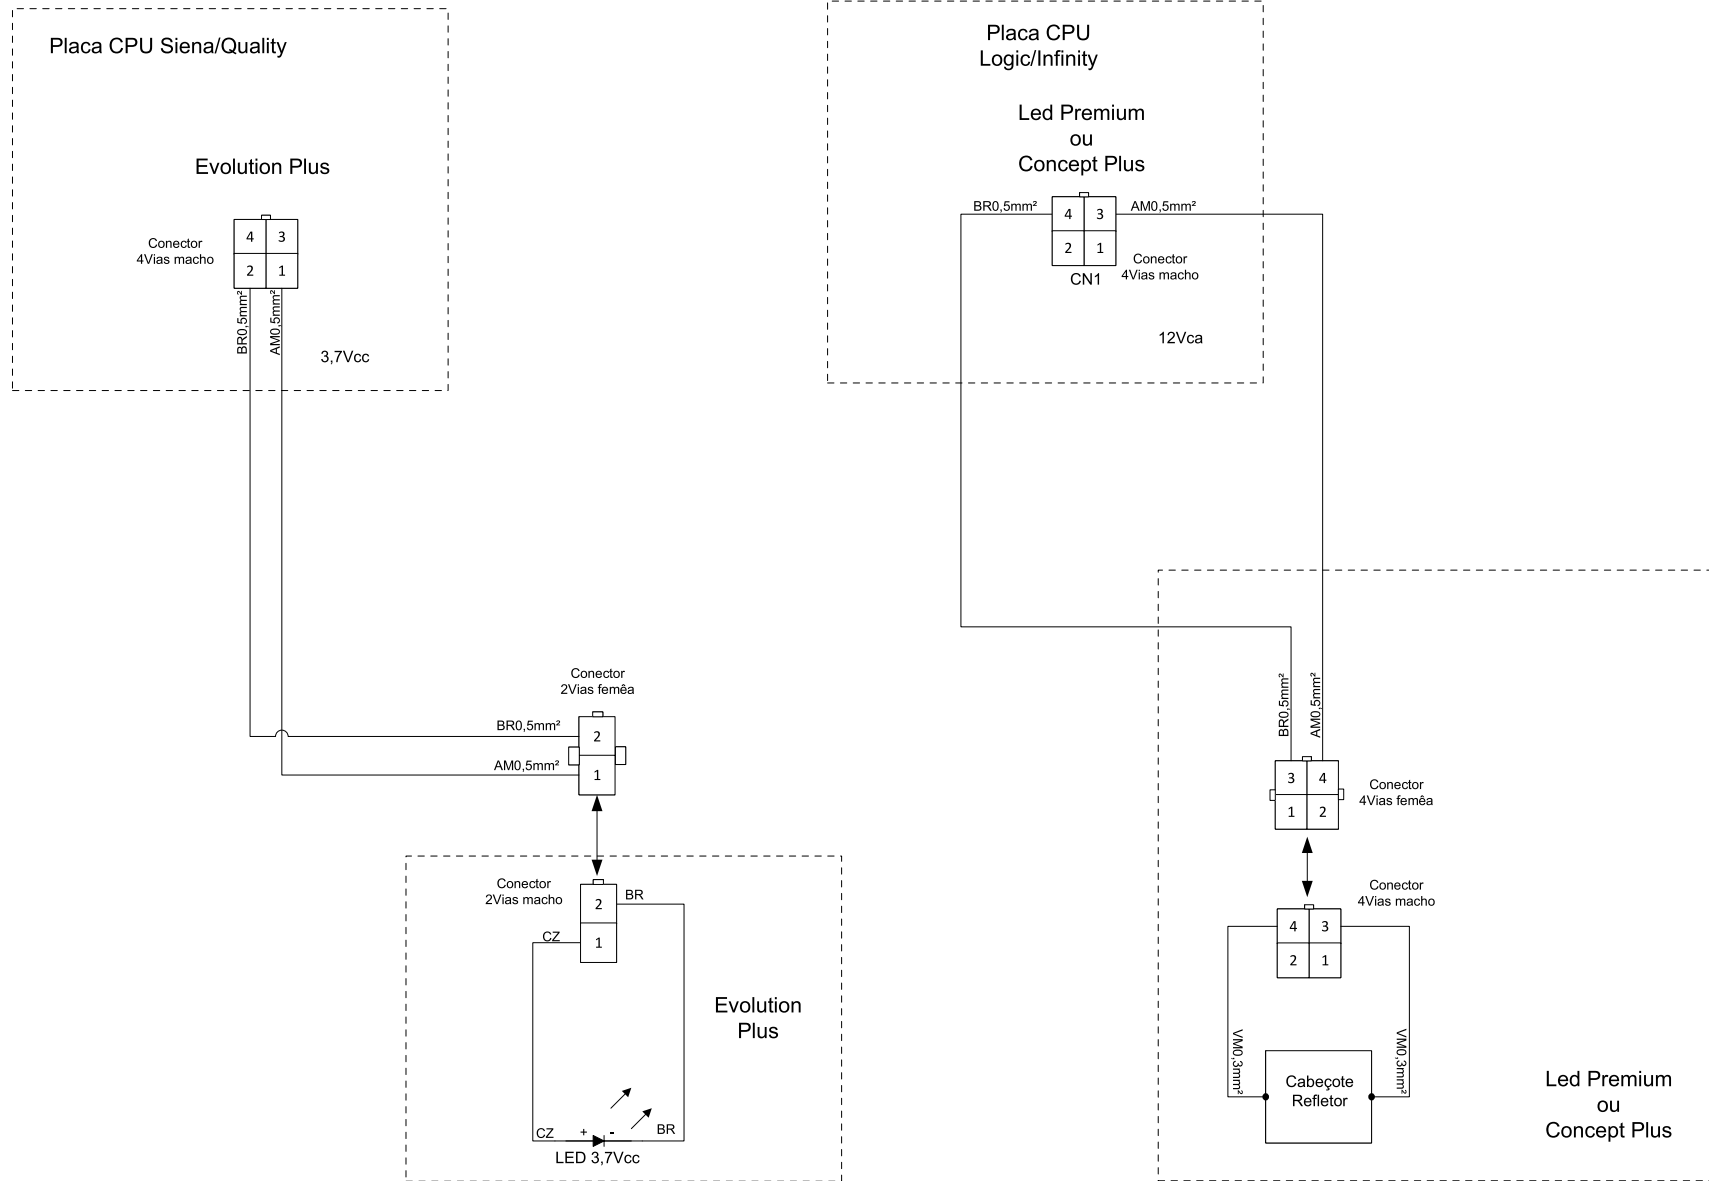 Placa CPU Siena/Quality
Evolution Plus
Conector
4Vias macho
4
3
2
1
BR0,5mm²
AM0,5mm²
3,7Vcc
Conector
2Vias femêa
BR0,5mm²
2
AM0,5mm²
1
Conector
2Vias macho
2
BR
CZ
1
Evolution
Plus
CZ
+
-
BR
LED 3,7Vcc
Placa CPU
Logic/Infinity
Led Premium
ou
Concept Plus
BR0,5mm²
4
3
AM0,5mm²
2
1
Conector
4Vias macho
CN1
12Vca
BR0,5mm²
AM0,5mm²
3
4
1
2
Conector
4Vias femêa
Conector
4Vias macho
4
3
2
1
VM0,3mm²
VM0,3mm²
Cabeçote
Refletor
Led Premium
ou
Concept Plus